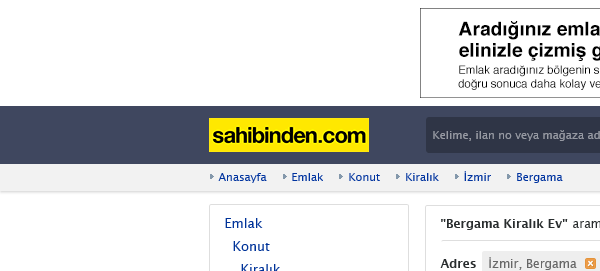 Aradığınız emla
elinizle çizmiş g
Emlak aradığınız bölgenin s
doğru sonuca daha kolay ve
sahibinden.com
Kelime, ilan no veya mağaza ad
Anasayfa Emlak Konut Kiralık İzmir Bergama
Emlak
Konut
Kiralık
"Bergama Kiralık Ev" aram
Adres İzmir, Bergama